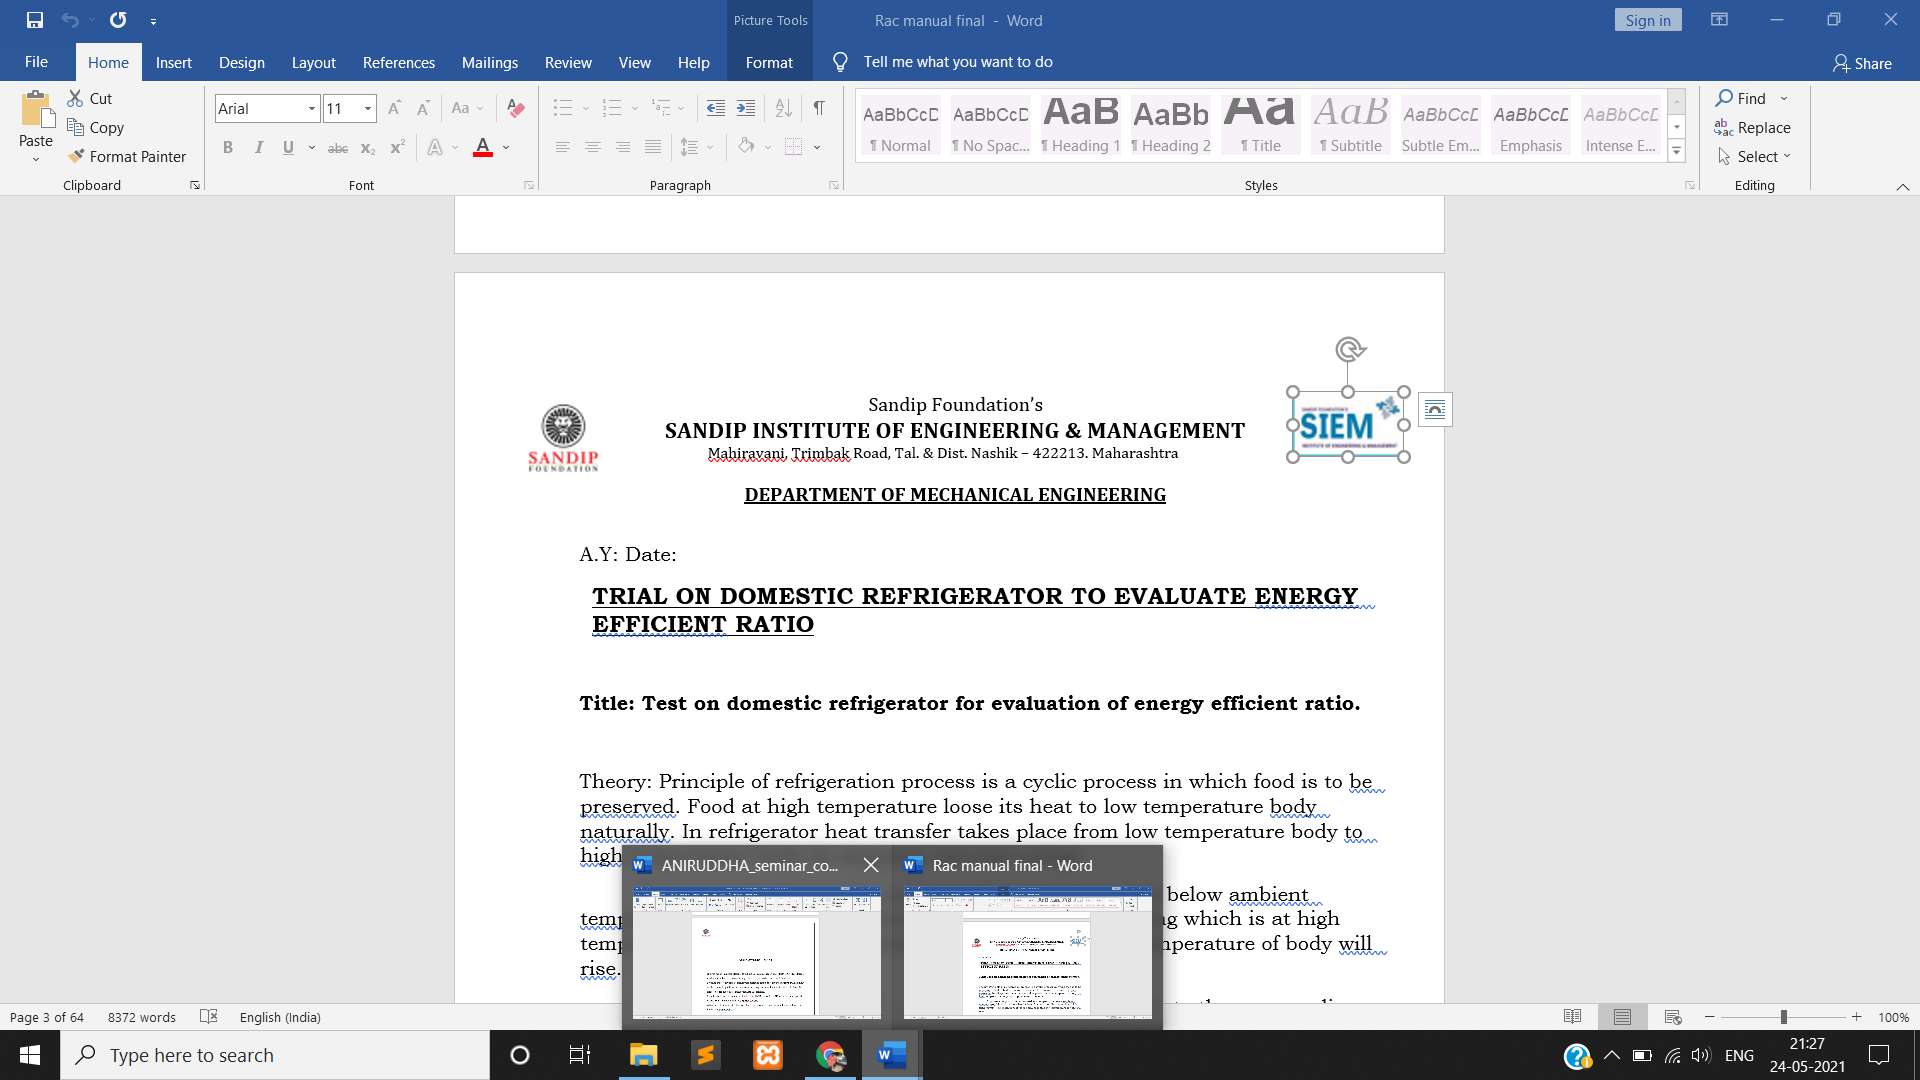 Picture Tools
Rac manual final - Word
Sign in
File
Home
Insert
Design
Layout
References
Mailings
Review
View
Help
Format
Tell me what you want to do
Share
Paste
Cut
Copy
Format Painter
Clipboard
Arial
11
Font
Paragraph
AaBbCcD
¶ Normal
AaBbCcD
¶ No Spac...
AaB
¶ Heading 1
AaBb
¶ Heading 2
Aa
¶ Title
AaB
¶ Subtitle
AaBbCcD
Subtle Em...
AaBbCcD
Emphasis
AaBbCcD
Intense E...
Styles
Find
Replace
Select
Editing
SANDIP
FOUNDATION
Sandip Foundation's
SANDIP INSTITUTE OF ENGINEERING & MANAGEMENT
Mahiravani, Trimbak Road, Tal. & Dist. Nashik – 422213. Maharashtra
SANDIP FOUNDATION'S
SIEM
INSTITUTE OF ENGINEERING & MANAGEMENT
DEPARTMENT OF MECHANICAL ENGINEERING
A.Y: Date:
TRIAL ON DOMESTIC REFRIGERATOR TO EVALUATE ENERGY
EFFICIENT RATIO
Title: Test on domestic refrigerator for evaluation of energy efficient ratio.
Theory: Principle of refrigeration process is a cyclic process in which food is to be
preserved. Food at high temperature loose its heat to low temperature body
naturally. In refrigerator heat transfer takes place from low temperature body to
high
below ambient
which is at high
temperature of body will
rise.
ANIRUDDHA_seminar_co...
Rac manual final - Word
Page 3 of 64
8372 words
English (India)
100%
Type here to search
ENG
21:27
24-05-2021